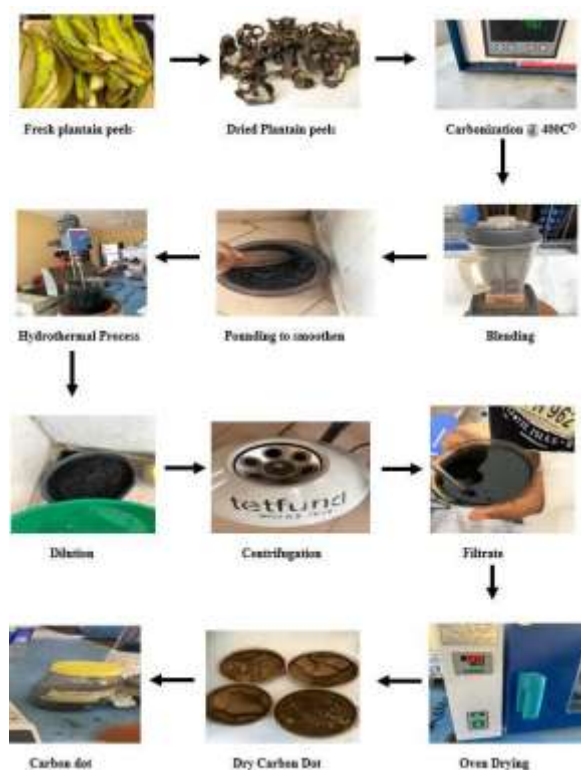 Fresh plantain peels
Dried Plantain peels
Carbonization @ 400C⁰
Hydrothermal Process
Pounding to smoothen
Blending
tetfund
Dilution
Centrifugation
Filtrate
Carbon dot
Dry Carbon Dot
Oven Drying